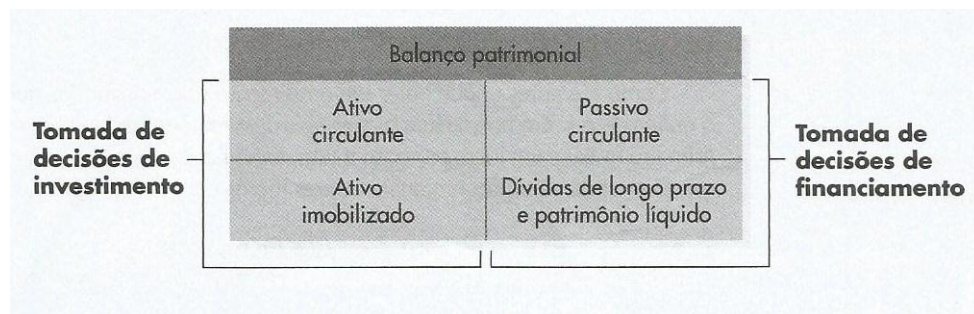 Balanço patrimonial
Tomada de
decisões de
investimento
Ativo
circulante
Passivo
circulante
Ativo
imobilizado
Dívidas de longo prazo
e patrimônio líquido
Tomada de
decisões de
financiamento